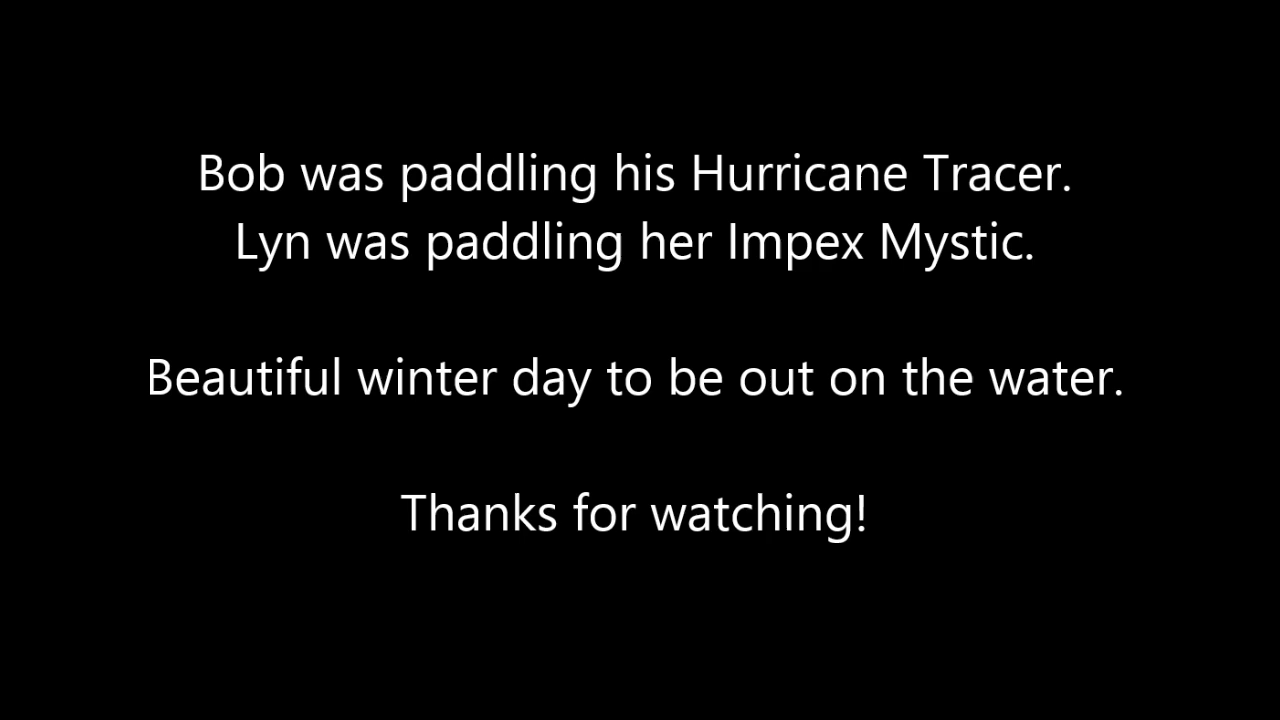 Bob was paddling his Hurricane Tracer.
Lyn was paddling her Impex Mystic.
Beautiful winter day to be out on the water.
Thanks for watching!